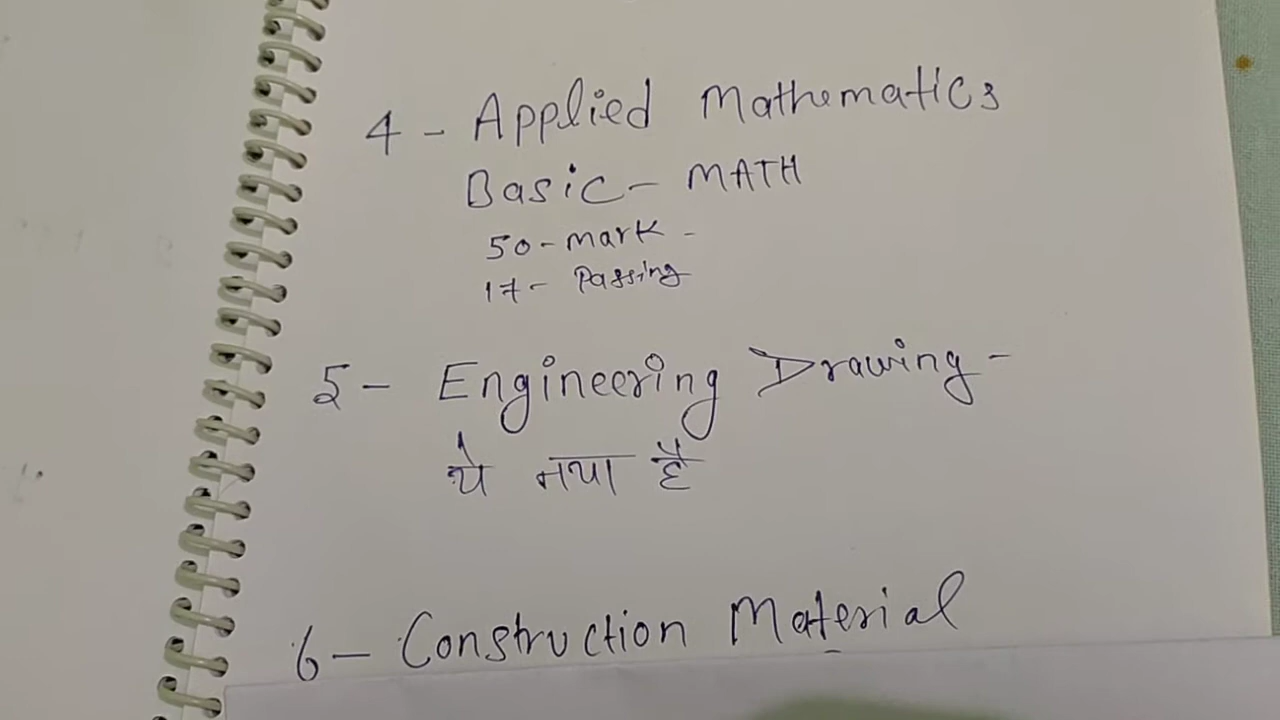 4 - Applied Mathematics
Basic - MATH
50 - mark -
17 - Passing
5 - Engineering Drawing -
ये नया है
6 - Construction Material